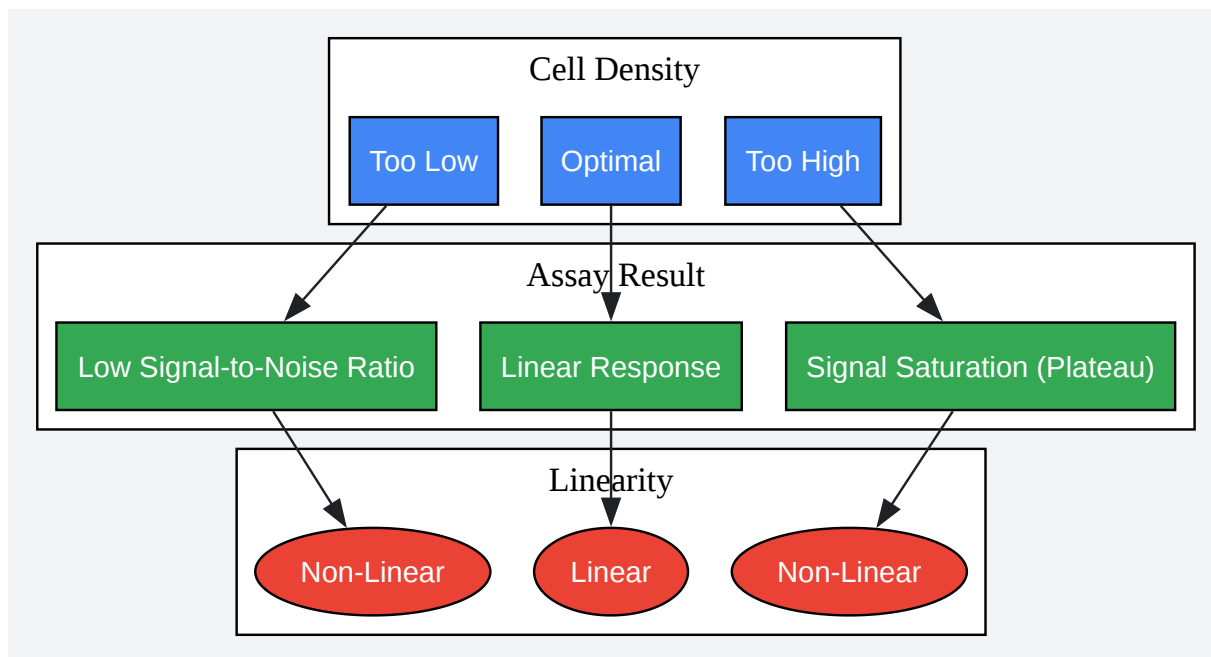 Cell Density
Too Low
Optimal
Too High
Assay Result
Low Signal-to-Noise Ratio
Linear Response
Signal Saturation (Plateau)
Linearity
Non-Linear
Linear
Non-Linear